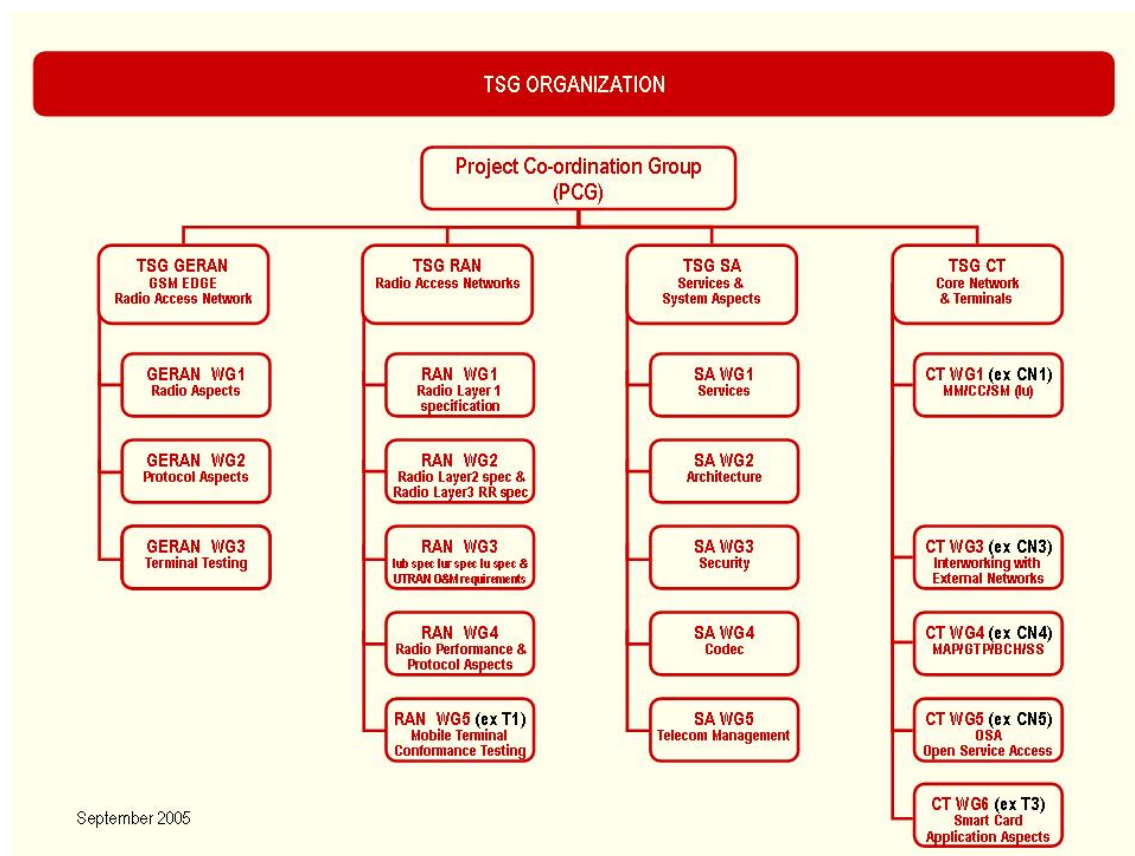 TSG ORGANIZATION
Project Co-ordination Group
(PCG)
TSG GERAN
GSM EDGE
Radio Access Network
GERAN WG1
Radio Aspects
GERAN WG2
Protocol Aspects
GERAN WG3
Terminal Testing
TSG RAN
Radio Access Networks
RAN WG1
Radio Layer 1
specification
RAN WG2
Radio Layer2 spec &
Radio Layer3 RR spec
RAN WG3
Iub spec Iur spec Iu spec &
UTRAN O&M requirements
RAN WG4
Radio Performance &
Protocol Aspects
RAN WG5 (ex T1)
Mobile Terminal
Conformance Testing
TSG SA
Services &
System Aspects
SA WG1
Services
SA WG2
Architecture
SA WG3
Security
SA WG4
Codec
SA WG5
Telecom Management
TSG CT
Core Network
& Terminals
CT WG1 (ex CN1)
MM/CC/SM (Iu)
CT WG3 (ex CN3)
Interworking with
External Networks
CT WG4 (ex CN4)
MAP/GTP/BCH/SS
CT WG5 (ex CN5)
OSA
Open Service Access
CT WG6 (ex T3)
Smart Card
Application Aspects
September 2005